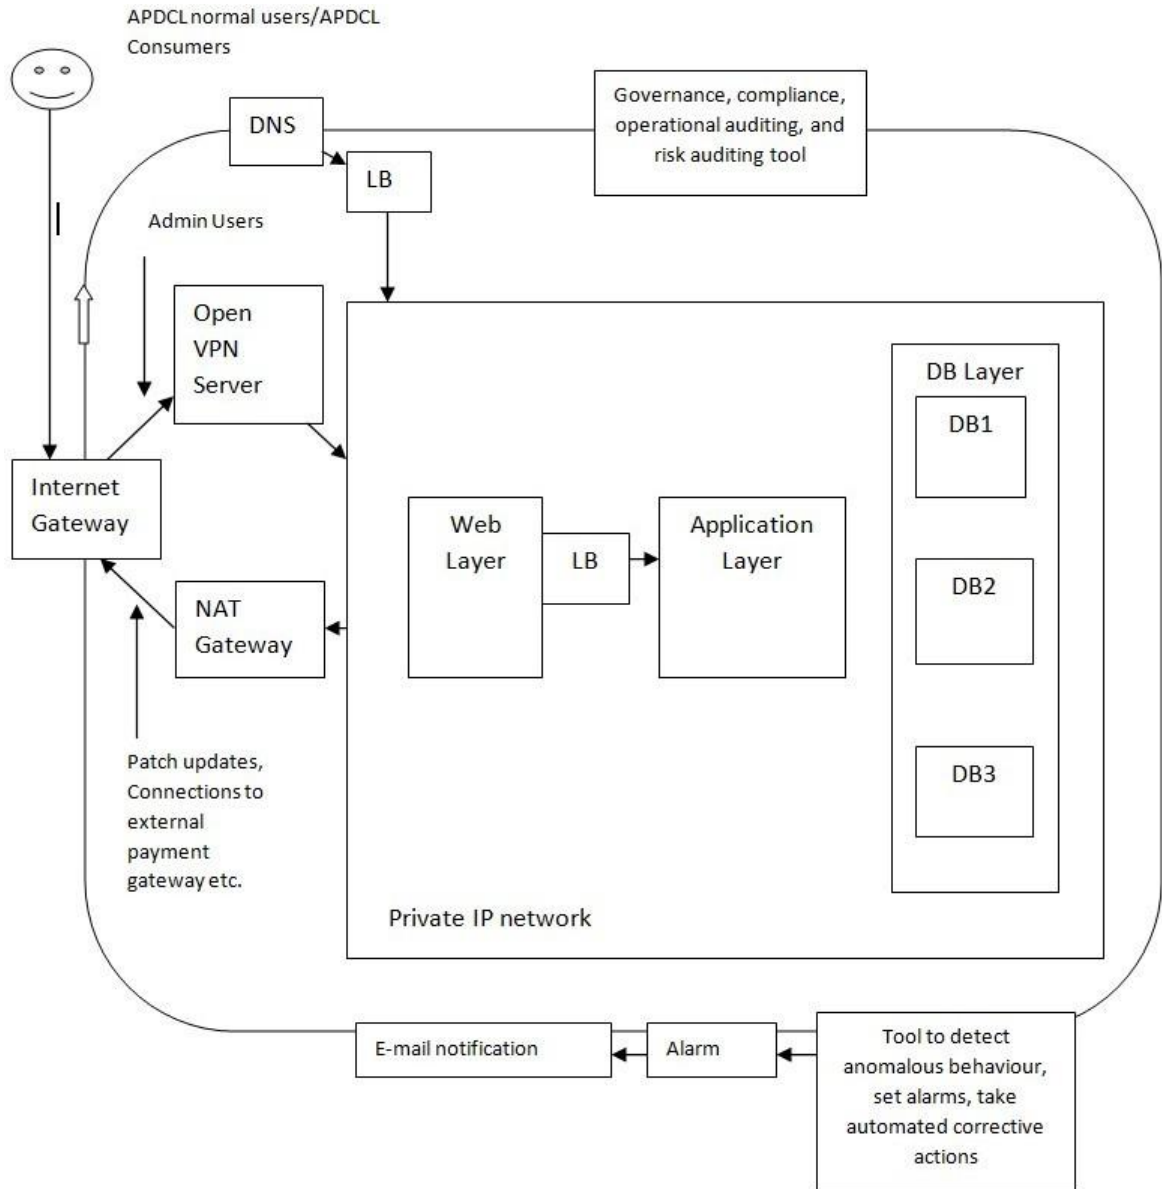 APDCL normal users/APDCL
Consumers
Governance, compliance,
operational auditing, and
risk auditing tool
DNS
LB
Admin Users
Open
VPN
Server
DB Layer
DB1
Internet
Gateway
Web
Layer
LB
Application
Layer
DB2
NAT
Gateway
Patch updates,
Connections to
external
payment
gateway etc.
DB3
Private IP network
E-mail notification
Alarm
Tool to detect
anomalous behaviour,
set alarms, take
automated corrective
actions